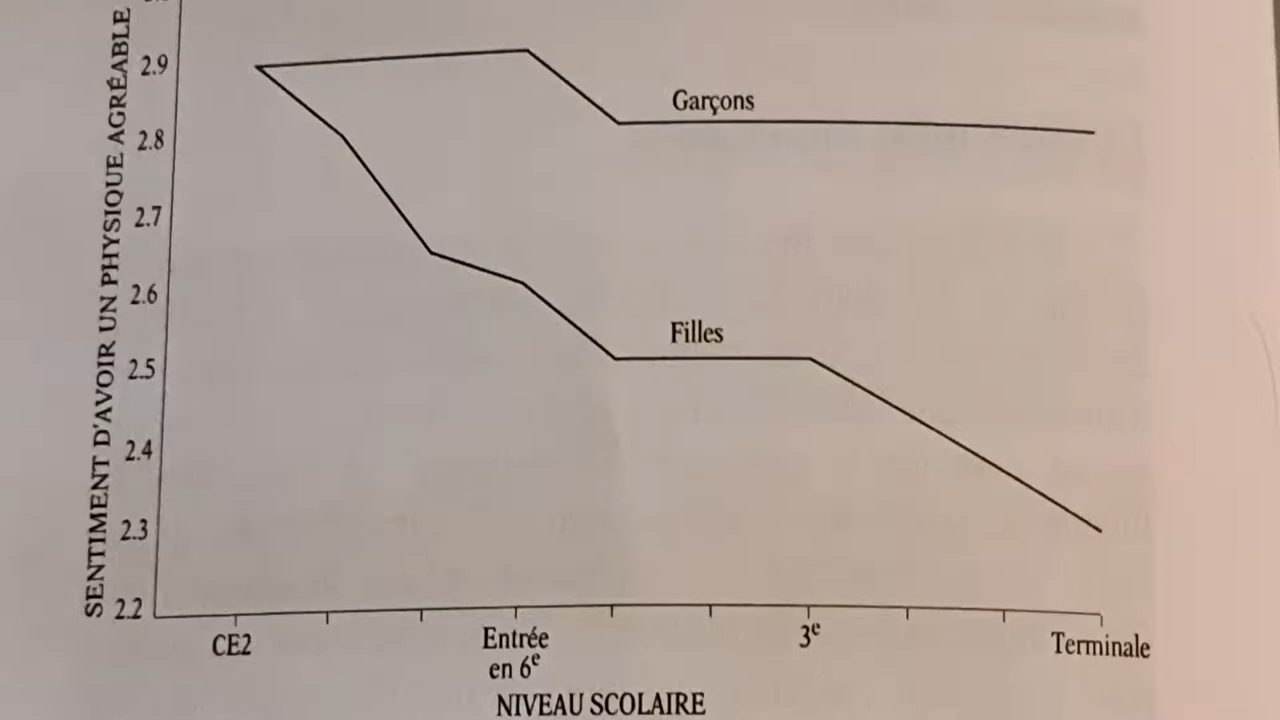 SENTIMENT D'AVOIR UN PHYSIQUE AGRÉABLE
2.9
2.8
2.7
2.6
2.5
2.4
2.3
2.2
Garçons
Filles
CE2
Entrée
en 6e
3e
Terminale
NIVEAU SCOLAIRE